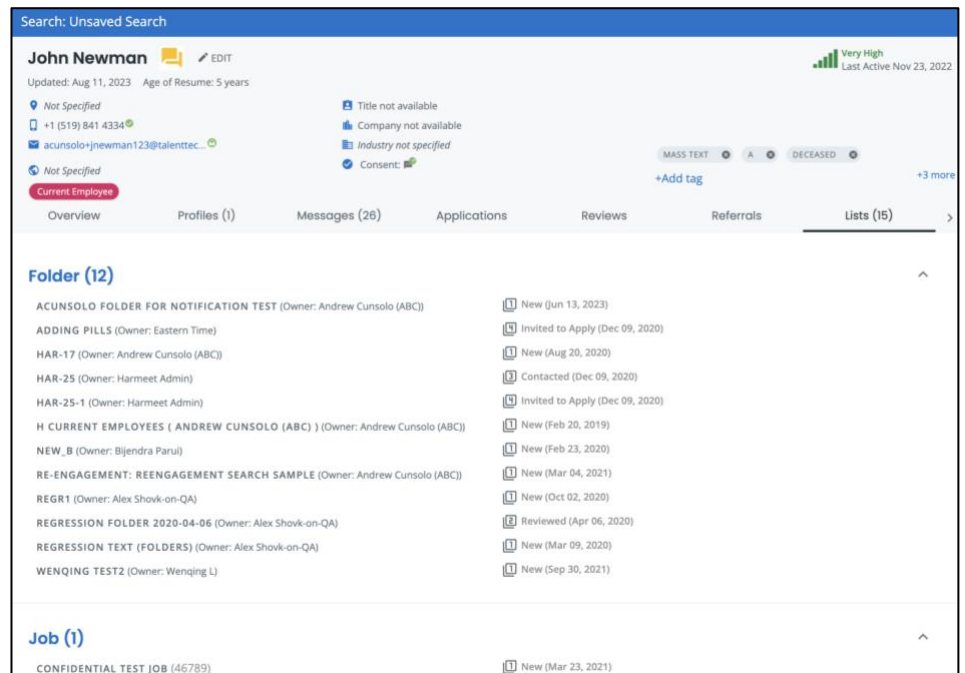 Search: Unsaved Search
John Newman EDIT
Very High
Last Active Nov 23, 2022
Updated: Aug 11, 2023 Age of Resume: 5 years
Not Specified
Title not available
+1 (519) 841 4334
Company not available
acunsolo+jnewman123@talenttec...
Industry not specified
Not Specified
Consent:
MASS TEXT A DECEASED
+Add tag +3 more
Current Employee
Overview Profiles (1) Messages (26) Applications Reviews Referrals Lists (15)
Folder (12)
ACUNSOLO FOLDER FOR NOTIFICATION TEST (Owner: Andrew Cunsolo (ABC)) 1 New (Jun 13, 2023)
ADDING PILLS (Owner: Eastern Time) 4 Invited to Apply (Dec 09, 2020)
HAR-17 (Owner: Andrew Cunsolo (ABC)) 1 New (Aug 20, 2020)
HAR-25 (Owner: Harmeet Admin) 3 Contacted (Dec 09, 2020)
HAR-25-1 (Owner: Harmeet Admin) 4 Invited to Apply (Dec 09, 2020)
H CURRENT EMPLOYEES ( ANDREW CUNSOLO (ABC) ) (Owner: Andrew Cunsolo (ABC)) 1 New (Feb 20, 2019)
NEW_B (Owner: Bijendra Parui) 1 New (Feb 23, 2020)
RE-ENGAGEMENT: REENGAGEMENT SEARCH SAMPLE (Owner: Andrew Cunsolo (ABC)) 1 New (Mar 04, 2021)
REGR1 (Owner: Alex Shovk-on-QA) 1 New (Oct 02, 2020)
REGRESSION FOLDER 2020-04-06 (Owner: Alex Shovk-on-QA) 2 Reviewed (Apr 06, 2020)
REGRESSION TEXT (FOLDERS) (Owner: Alex Shovk-on-QA) 1 New (Mar 09, 2020)
WENQING TEST2 (Owner: Wenqing L) 1 New (Sep 30, 2021)
Job (1)
CONFIDENTIAL TEST JOB (46789) 1 New (Mar 23, 2021)